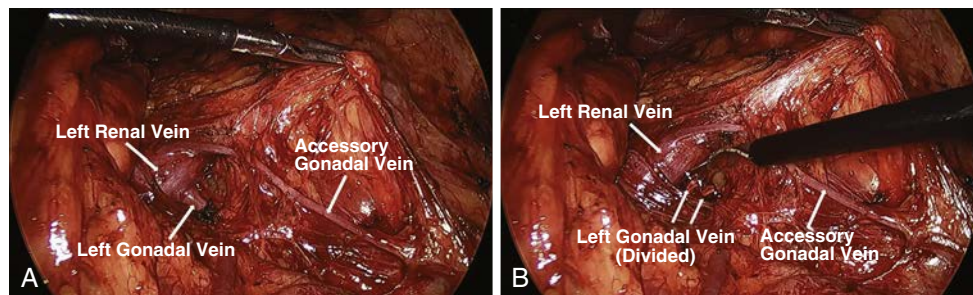 Left Renal Vein
Accessory
Gonadal Vein
Left Gonadal Vein
A
Left Renal Vein
Left Gonadal Vein
(Divided)
Accessory
Gonadal Vein
B